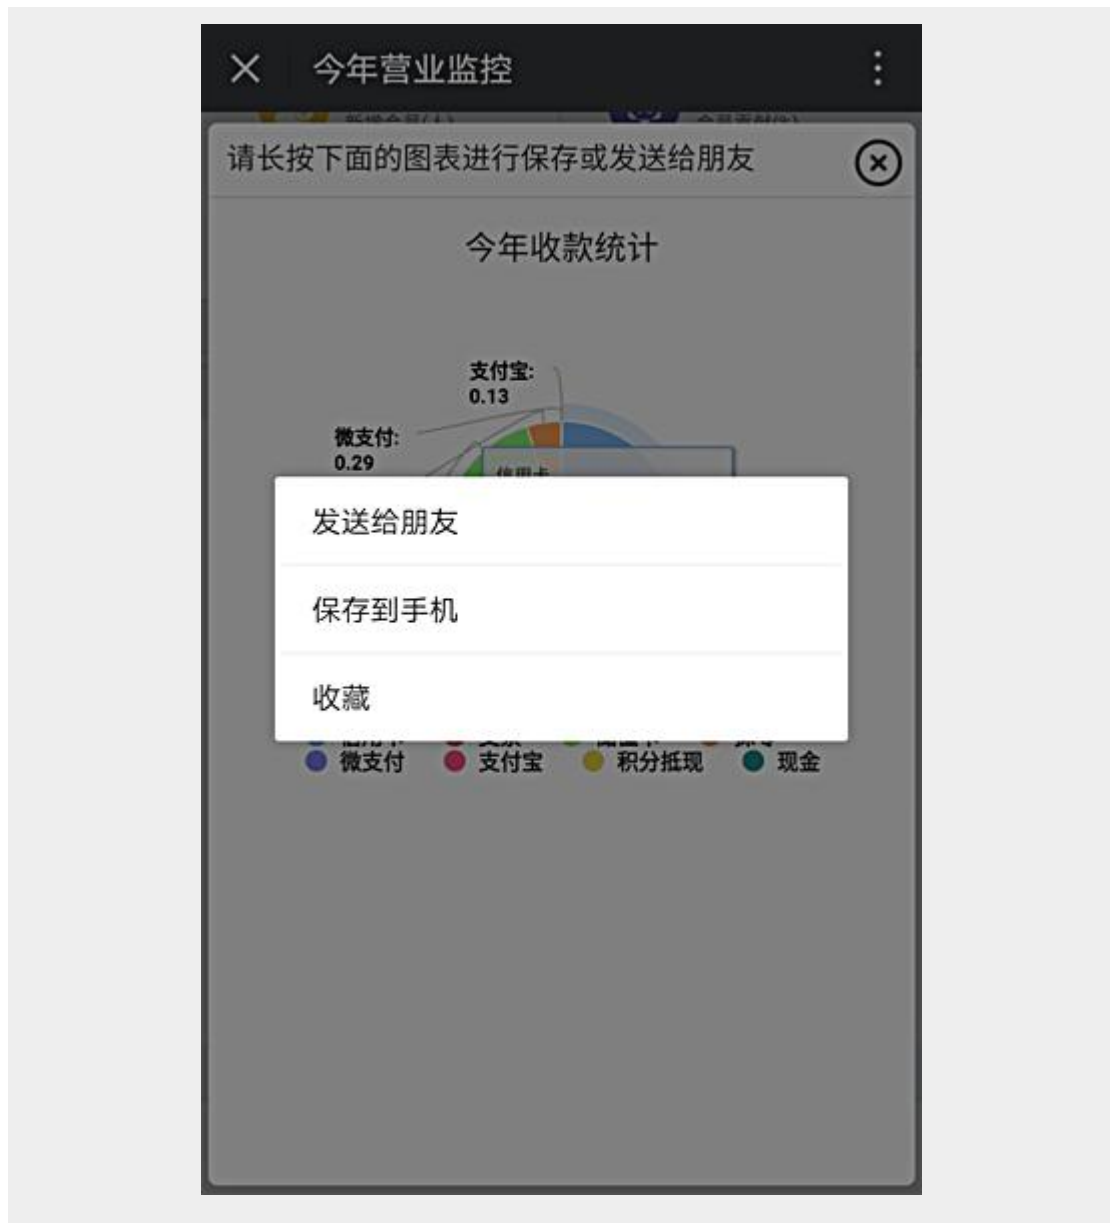 今年营业监控
请长按下面的图表进行保存或发送给朋友
今年收款统计
支付宝:
0.13
微支付:
0.29
信用卡
发送给朋友
保存到手机
收藏
微支付 支付宝 积分抵现 现金